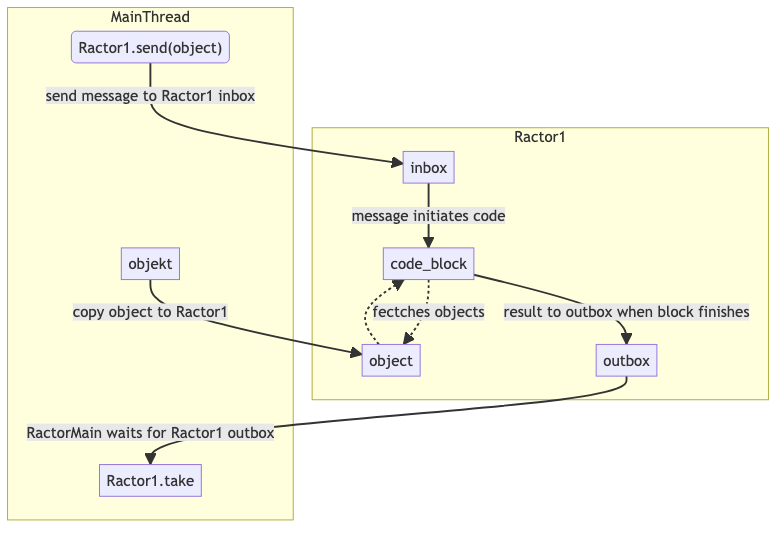 MainThread
Ractor1.send(object)
send message to Ractor1 inbox
Ractor1
inbox
message initiates code
objekt
code_block
copy object to Ractor1
fectches objects
result to outbox when block finishes
object
outbox
RactorMain waits for Ractor1 outbox
Ractor1.take